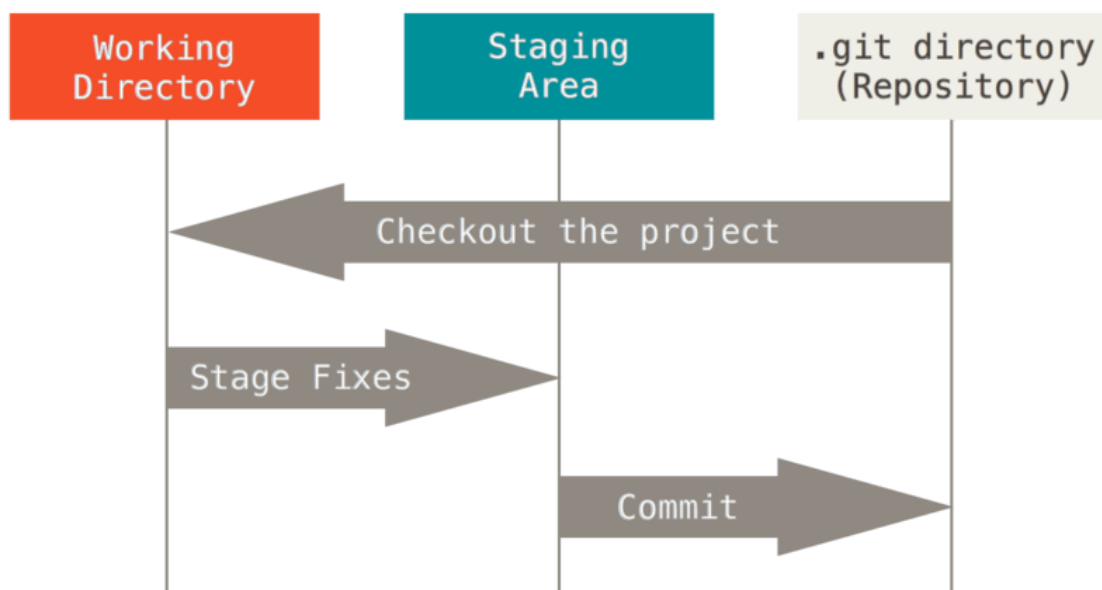 Working
Directory
Staging
Area
.git directory
(Repository)
Checkout the project
Stage Fixes
Commit